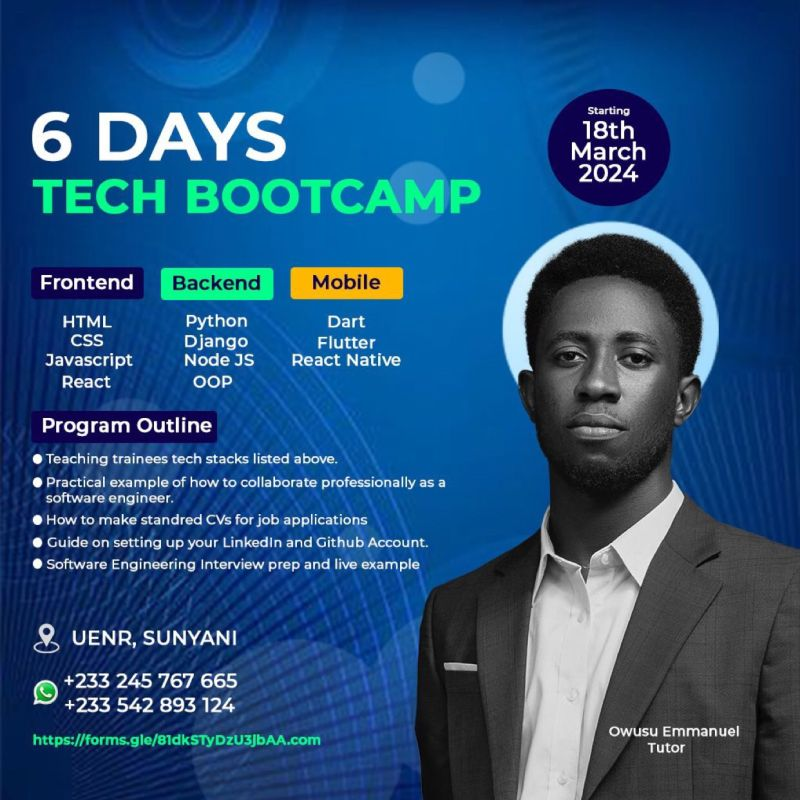 6 DAYS
TECH BOOTCAMP
Starting
18th
March
2024
Frontend
HTML
CSS
Javascript
React
Backend
Python
Django
Node JS
OOP
Mobile
Dart
Flutter
React Native
Program Outline
Teaching trainees tech stacks listed above.
Practical example of how to collaborate professionally as a
software engineer.
How to make standred CVs for job applications
Guide on setting up your LinkedIn and Github Account.
Software Engineering Interview prep and live example
UENR, SUNYANI
+233 245 767 665
+233 542 893 124
https://forms.gle/81dkSTyDzU3jbAA.com
Owusu Emmanuel
Tutor